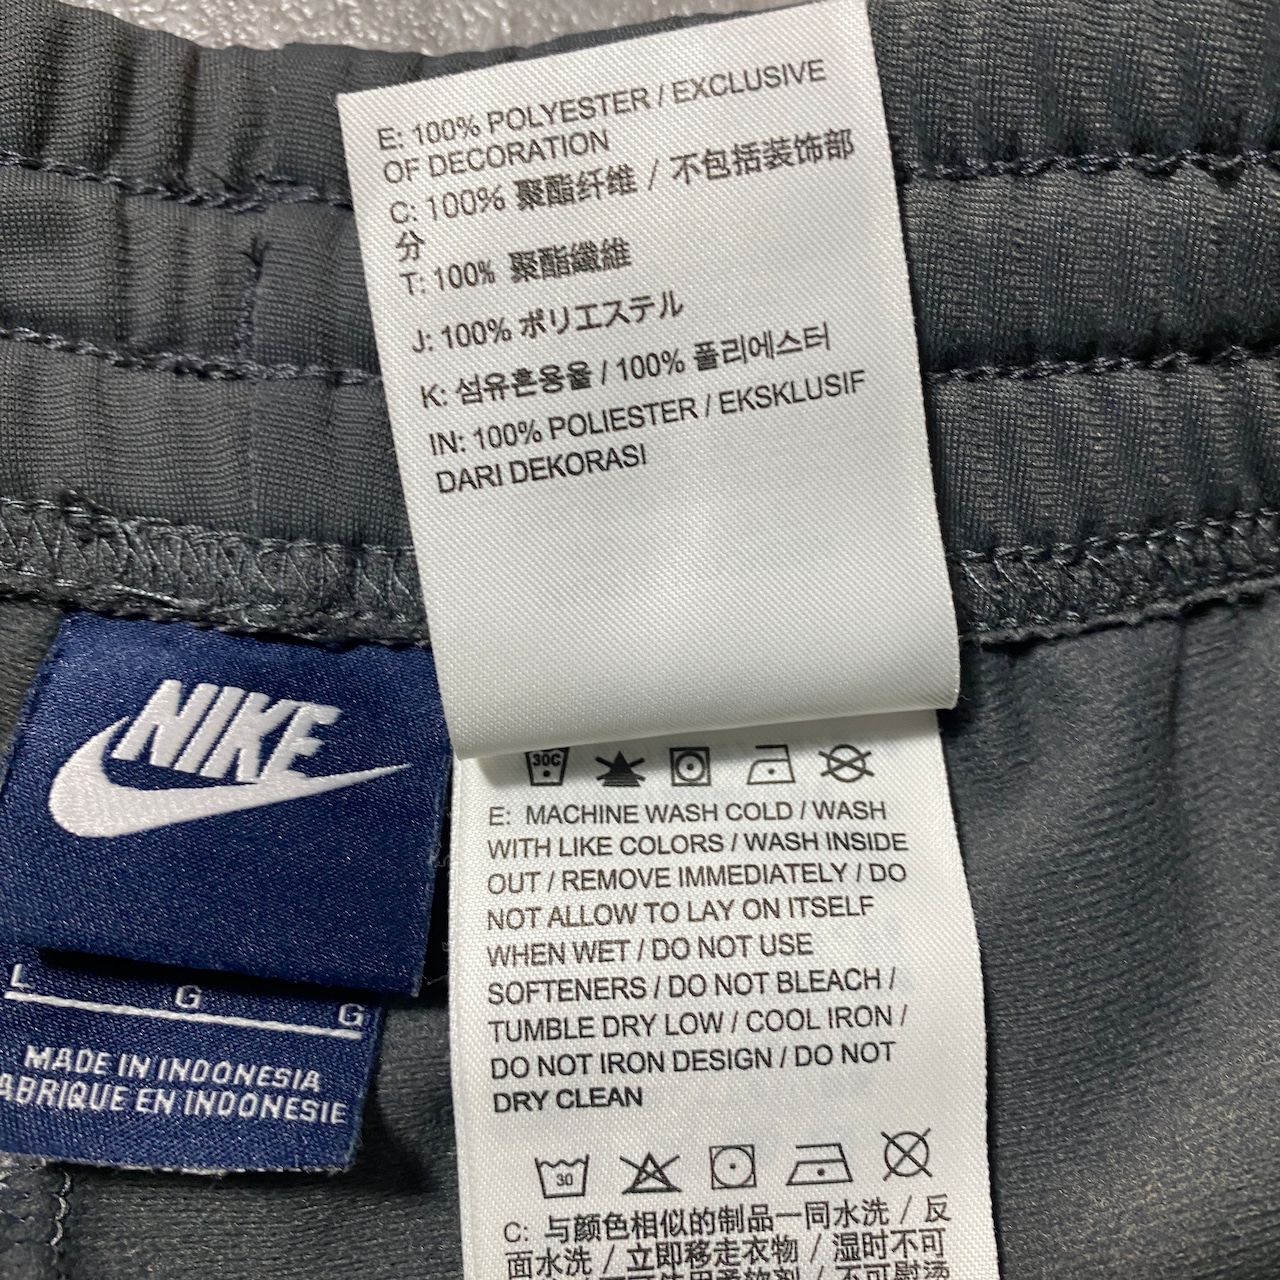 E: 100% POLYESTER / EXCLUSIVE
OF DECORATION
C: 100% 聚酯纤维 / 不包括装饰部
分
T: 100% 聚酯纖維
J: 100% ポリエステル
K: 섬유혼용율 / 100% 폴리에스터
IN: 100% POLIESTER / EKSKLUSIF
DARI DEKORASI
NIKE
L G G
MADE IN INDONESIA
ABRIQUE EN INDONESIE
30C
E: MACHINE WASH COLD / WASH
WITH LIKE COLORS / WASH INSIDE
OUT / REMOVE IMMEDIATELY / DO
NOT ALLOW TO LAY ON ITSELF
WHEN WET / DO NOT USE
SOFTENERS / DO NOT BLEACH /
TUMBLE DRY LOW / COOL IRON /
DO NOT IRON DESIGN / DO NOT
DRY CLEAN
30
C: 与颜色相似的制品一同水洗 / 反
面水洗 / 立即移走衣物 / 湿时不可